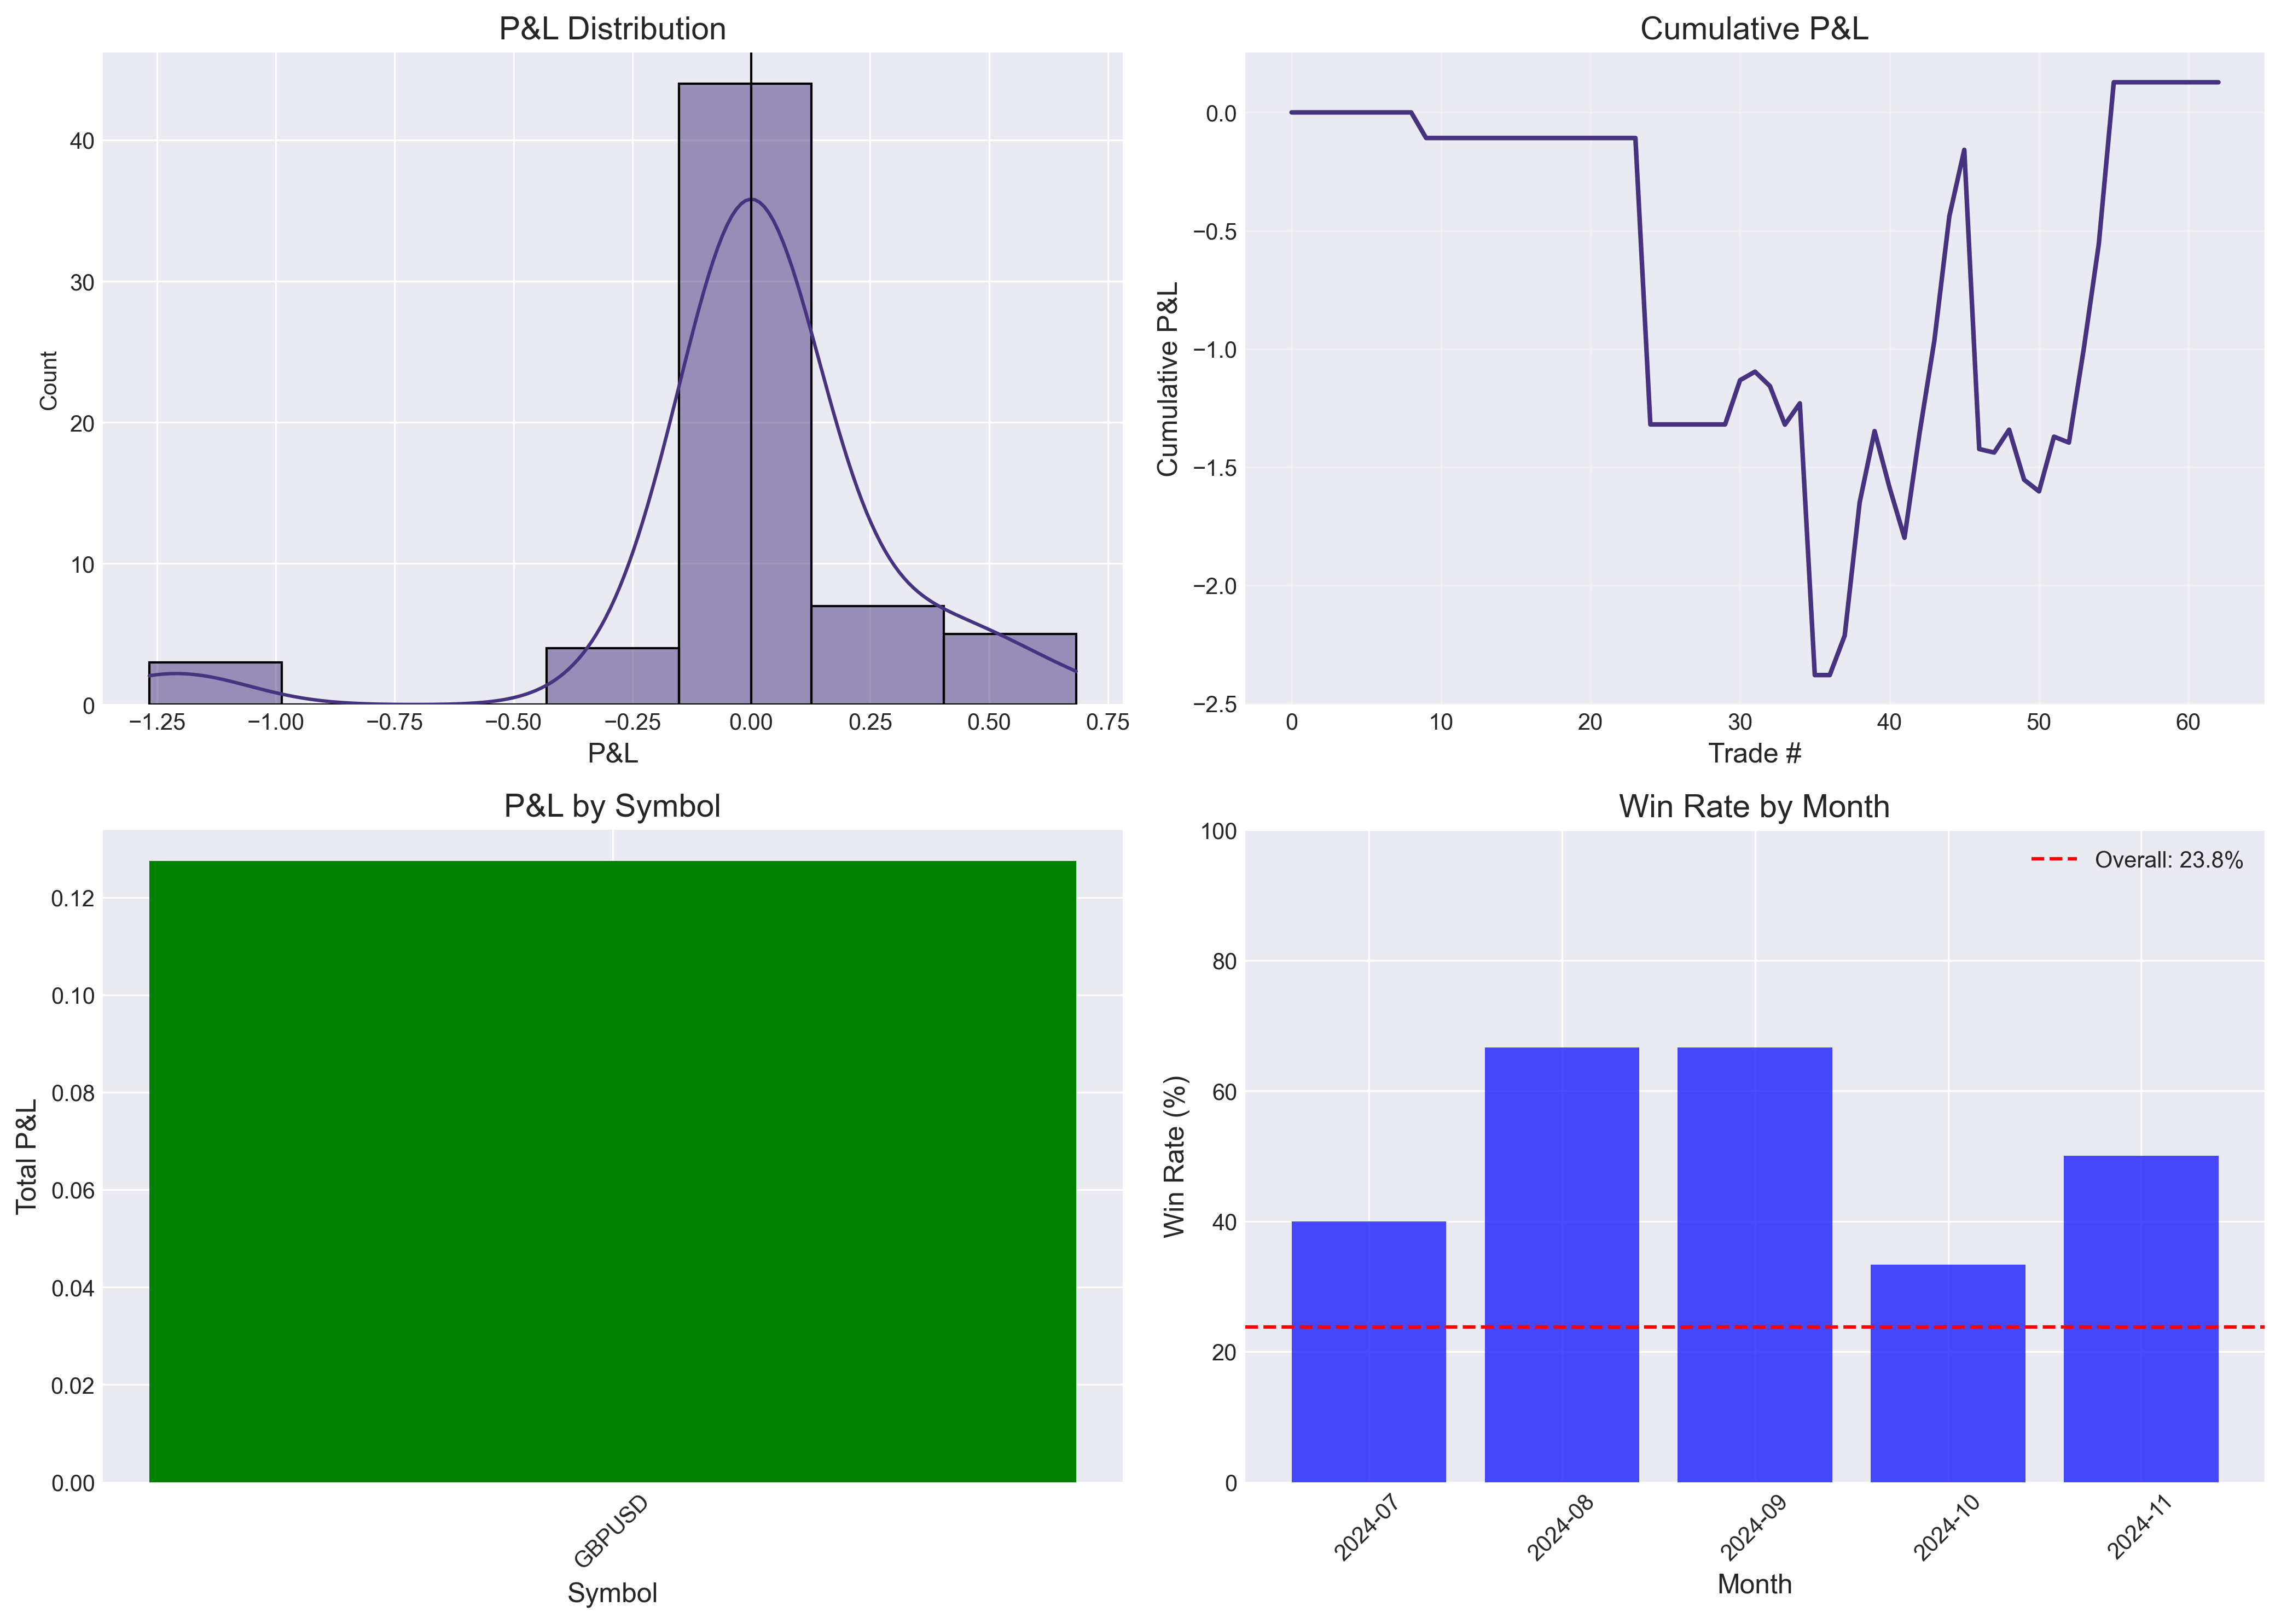 P&L Distribution
Count
40
30
20
10
0
−1.25 −1.00 −0.75 −0.50 −0.25 0.00 0.25 0.50 0.75
P&L
Cumulative P&L
Cumulative P&L
0.0
−0.5
−1.0
−1.5
−2.0
−2.5
0 10 20 30 40 50 60
Trade #
P&L by Symbol
Total P&L
0.12
0.10
0.08
0.06
0.04
0.02
0.00
GBPUSD
Symbol
Win Rate by Month
Win Rate (%)
100
80
60
40
20
0
Overall: 23.8%
2024-07 2024-08 2024-09 2024-10 2024-11
Month